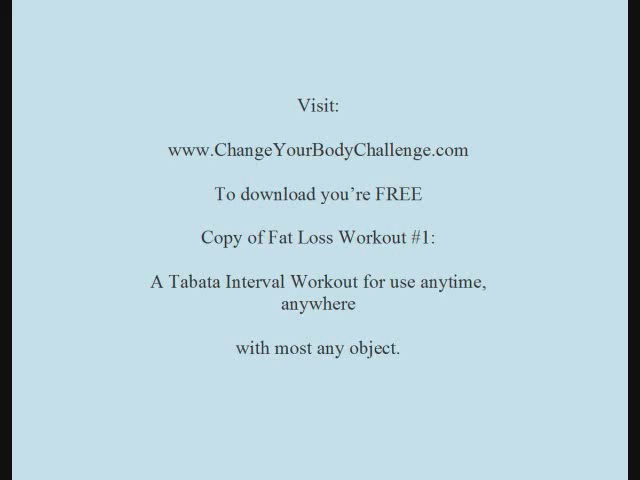 Visit:
www.ChangeYourBodyChallenge.com
To download you’re FREE
Copy of Fat Loss Workout #1:
A Tabata Interval Workout for use anytime,
anywhere
with most any object.